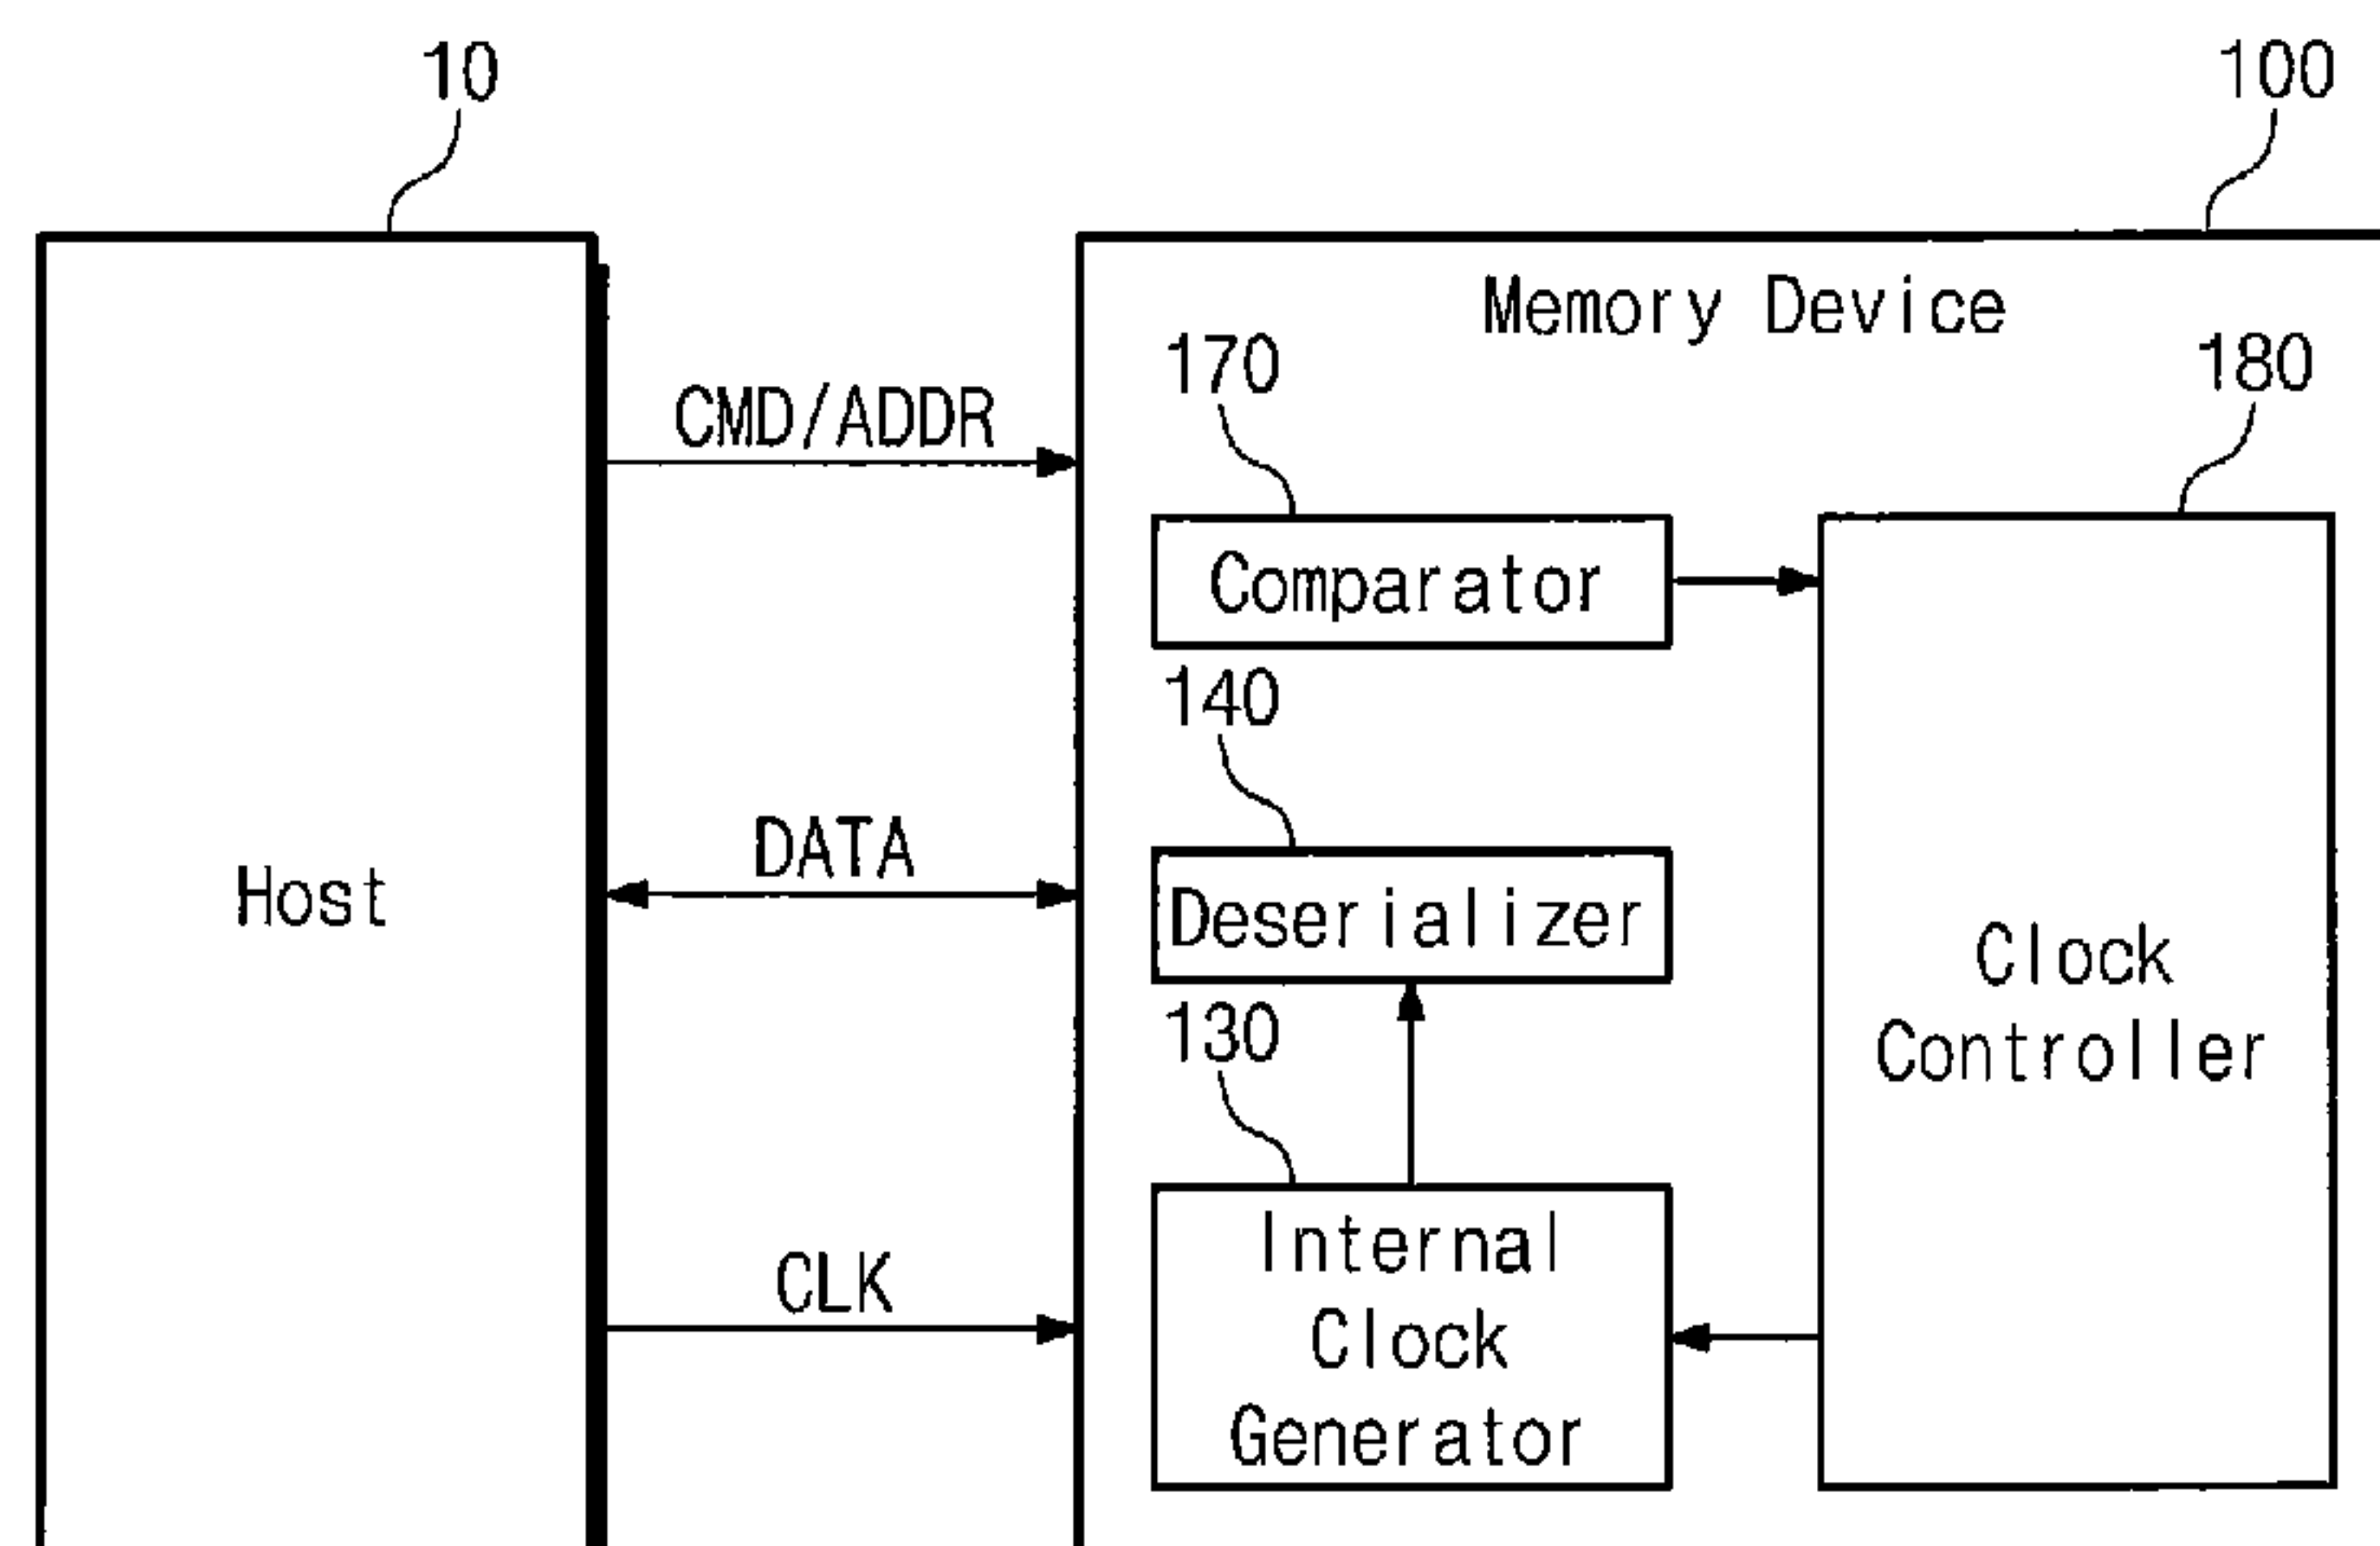 10
100
Memory Device
170
180
CMD/ADDR
Comparator
140
DATA
Host
Deserializer
Clock
Controller
130
Internal
Clock
Generator
CLK